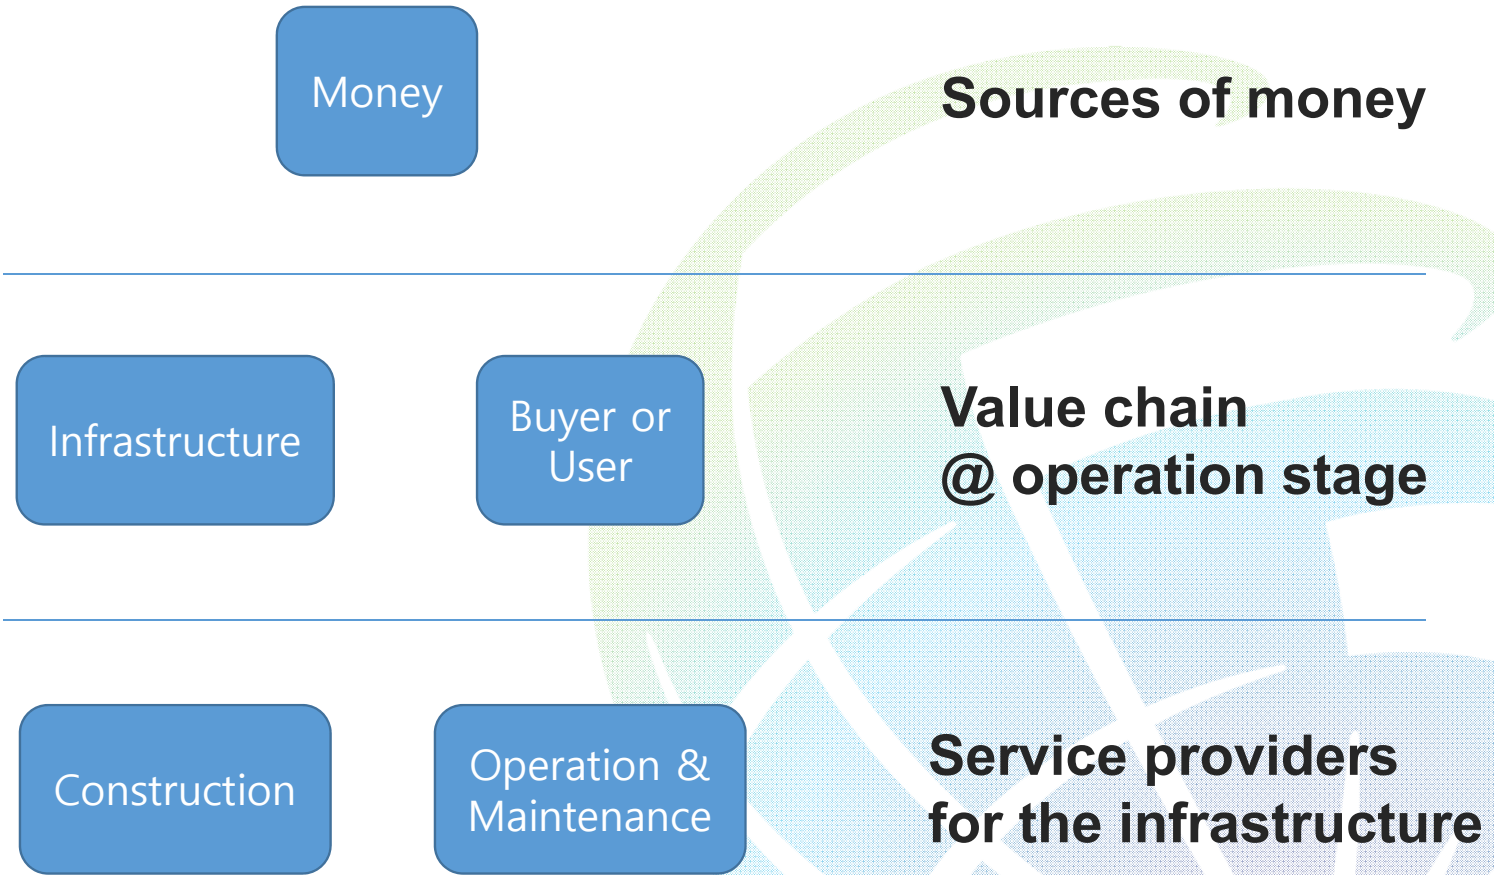 Money
Sources of money
Infrastructure
Buyer or
User
Value chain
@ operation stage
Construction
Operation &
Maintenance
Service providers
for the infrastructure